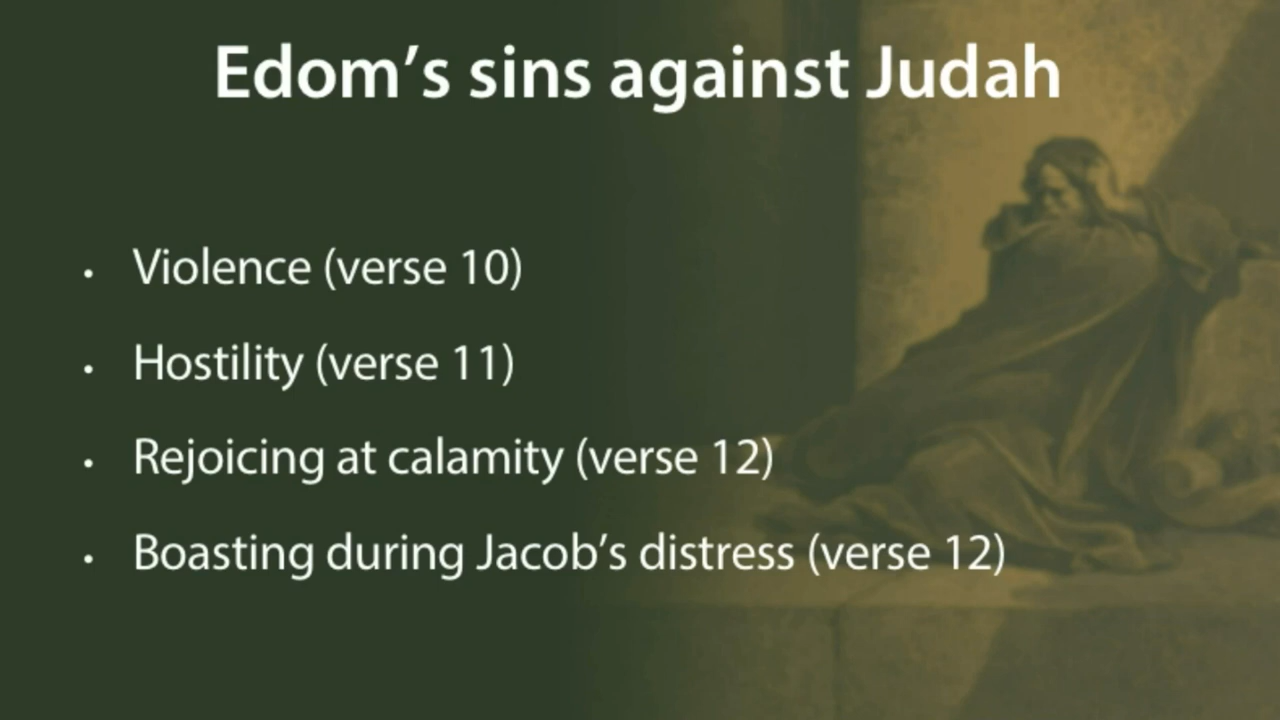 Edom’s sins against Judah
• Violence (verse 10)
• Hostility (verse 11)
• Rejoicing at calamity (verse 12)
• Boasting during Jacob’s distress (verse 12)